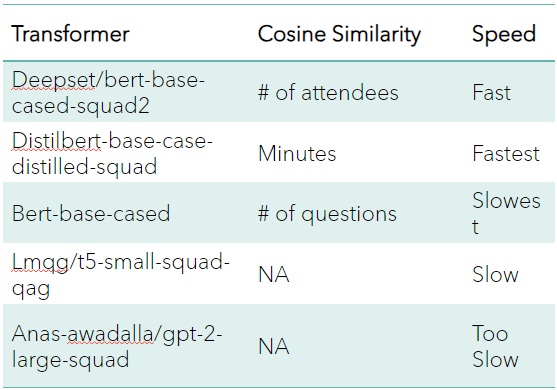 Transformer Cosine Similarity Speed
Deepset/bert-base-
cased-squad2 # of attendees Fast
Distilbert-base-case-
distilled-squad Minutes Fastest
Bert-base-cased # of questions Slowes
t
Lmqg/t5-small-squad-
qag NA Slow
Anas-awadalla/gpt-2-
large-squad NA Too
Slow